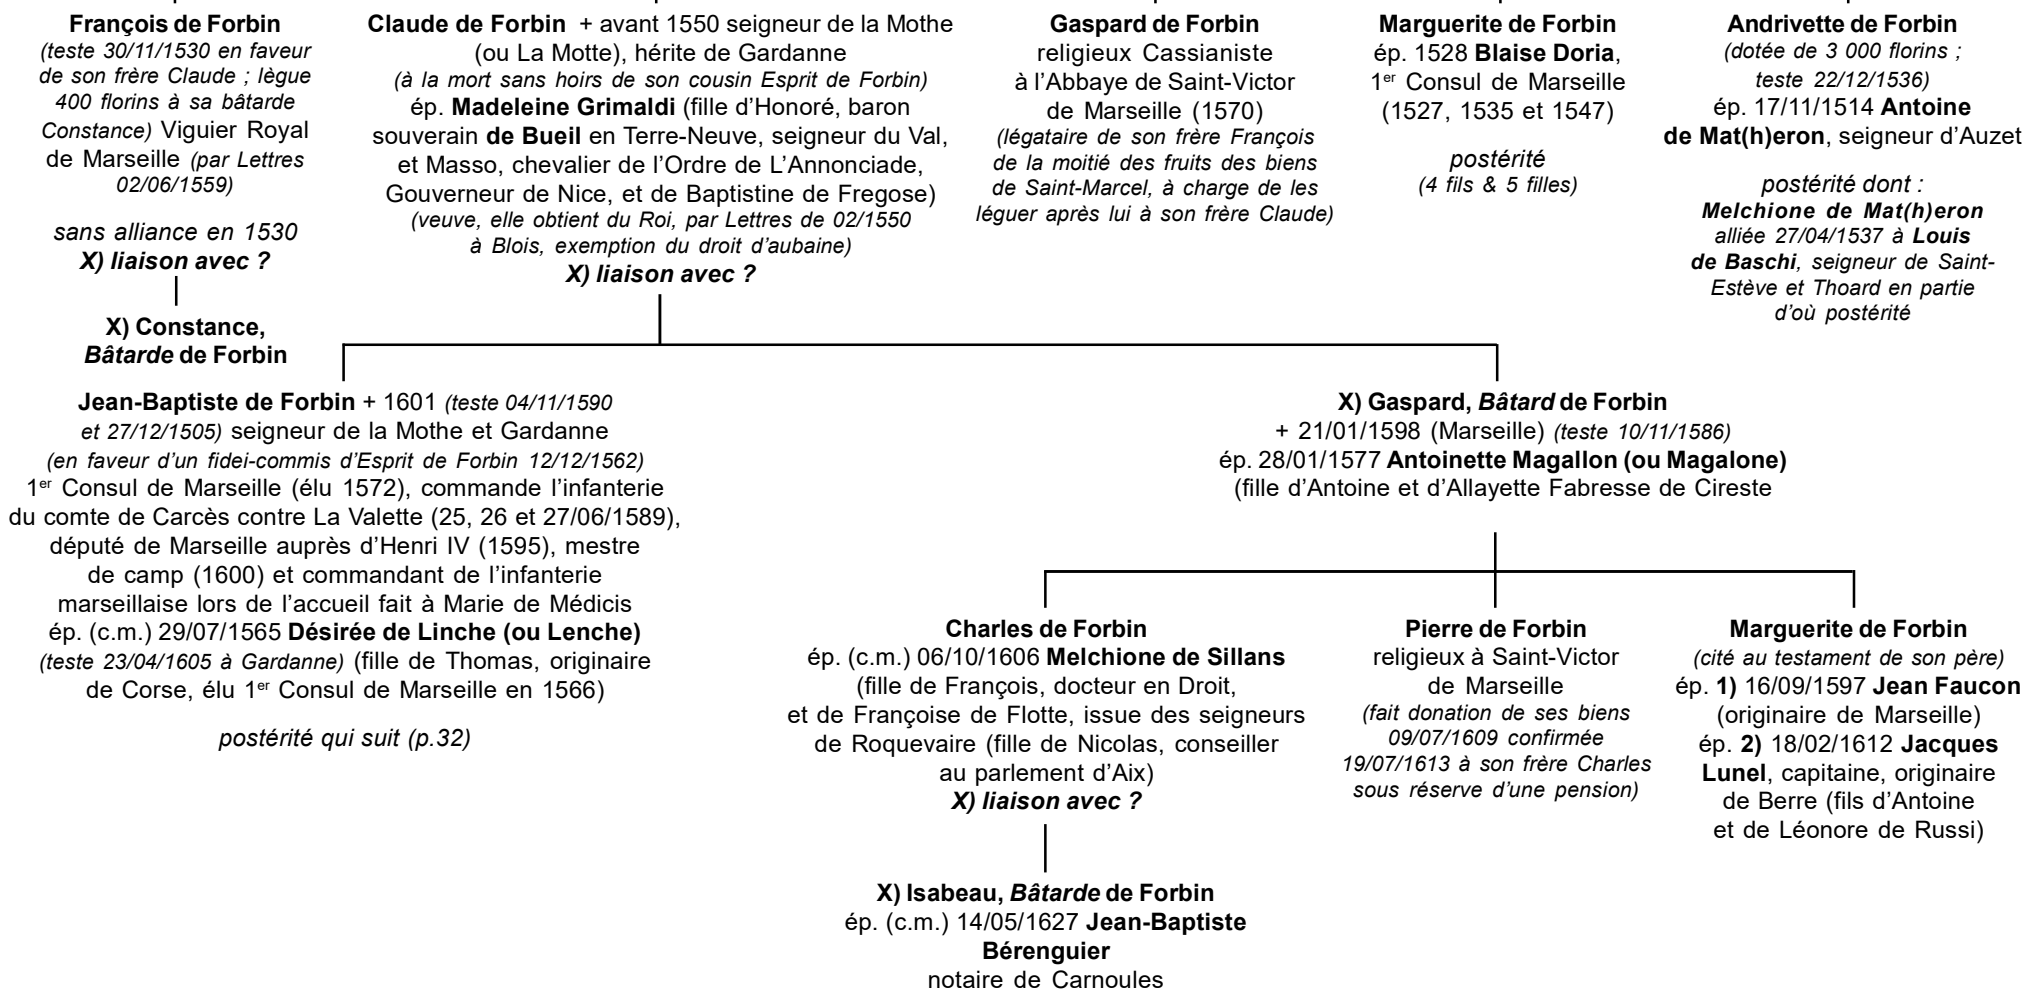 François de Forbin
(teste 30/11/1530 en faveur
de son frère Claude ; lègue
400 florins à sa bâtarde
Constance) Viguier Royal
de Marseille (par Lettres
02/06/1559)
sans alliance en 1530
X) liaison avec ?
X) Constance,
Bâtarde de Forbin
Claude de Forbin + avant 1550 seigneur de la Mothe
(ou La Motte), hérite de Gardanne
(à la mort sans hoirs de son cousin Esprit de Forbin)
ép. Madeleine Grimaldi (fille d’Honoré, baron
souverain de Bueil en Terre-Neuve, seigneur du Val,
et Masso, chevalier de l’Ordre de L’Annonciade,
Gouverneur de Nice, et de Baptistine de Fregose)
(veuve, elle obtient du Roi, par Lettres de 02/1550
à Blois, exemption du droit d’aubaine)
X) liaison avec ?
Gaspard de Forbin
religieux Cassianiste
à l’Abbaye de Saint-Victor
de Marseille (1570)
(légataire de son frère François
de la moitié des fruits des biens
de Saint-Marcel, à charge de les
léguer après lui à son frère Claude)
Marguerite de Forbin
ép. 1528 Blaise Doria,
1er Consul de Marseille
(1527, 1535 et 1547)
postérité
(4 fils & 5 filles)
Andrivette de Forbin
(dotée de 3 000 florins ;
teste 22/12/1536)
ép. 17/11/1514 Antoine
de Mat(h)eron, seigneur d’Auzet
postérité dont :
Melchione de Mat(h)eron
alliée 27/04/1537 à Louis
de Baschi, seigneur de Saint-
Estève et Thoard en partie
d’où postérité
Jean-Baptiste de Forbin + 1601 (teste 04/11/1590
et 27/12/1505) seigneur de la Mothe et Gardanne
(en faveur d’un fidei-commis d’Esprit de Forbin 12/12/1562)
1er Consul de Marseille (élu 1572), commande l’infanterie
du comte de Carcès contre La Valette (25, 26 et 27/06/1589),
député de Marseille auprès d’Henri IV (1595), mestre
de camp (1600) et commandant de l’infanterie
marseillaise lors de l’accueil fait à Marie de Médicis
ép. (c.m.) 29/07/1565 Désirée de Linche (ou Lenche)
(teste 23/04/1605 à Gardanne) (fille de Thomas, originaire
de Corse, élu 1er Consul de Marseille en 1566)
postérité qui suit (p.32)
X) Gaspard, Bâtard de Forbin
+ 21/01/1598 (Marseille) (teste 10/11/1586)
ép. 28/01/1577 Antoinette Magallon (ou Magalone)
(fille d’Antoine et d’Allayette Fabresse de Cireste
Charles de Forbin
ép. (c.m.) 06/10/1606 Melchione de Sillans
(fille de François, docteur en Droit,
et de Françoise de Flotte, issue des seigneurs
de Roquevaire (fille de Nicolas, conseiller
au parlement d’Aix)
X) liaison avec ?
Pierre de Forbin
religieux à Saint-Victor
de Marseille
(fait donation de ses biens
09/07/1609 confirmée
19/07/1613 à son frère Charles
sous réserve d’une pension)
Marguerite de Forbin
(cité au testament de son père)
ép. 1) 16/09/1597 Jean Faucon
(originaire de Marseille)
ép. 2) 18/02/1612 Jacques
Lunel, capitaine, originaire
de Berre (fils d’Antoine
et de Léonore de Russi)
X) Isabeau, Bâtarde de Forbin
ép. (c.m.) 14/05/1627 Jean-Baptiste
Bérenguier
notaire de Carnoules